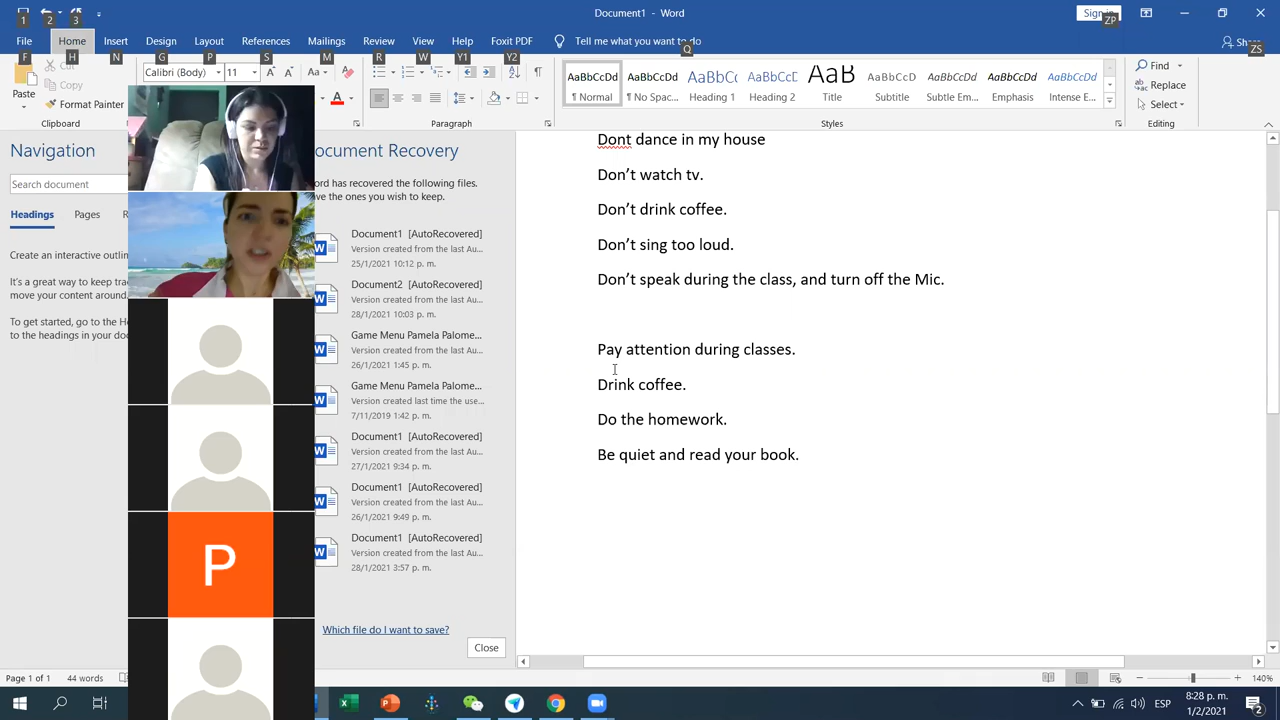 ZP
File Home Insert Design Layout References Mailings Review View Help Foxit PDF Tell me what you want to do
F H N G P S M R W Y1 Y2 Q ZS
Cut
Copy
Paste
Format Painter
Clipboard
Calibri (Body) 11
Paragraph
AaBbCcDd AaBbCcDd AaBbC AaBbCcD AaB AaBbCcD AaBbCcDd AaBbCcDd AaBbCcDd
¶ Normal ¶ No Spac... Heading 1 Heading 2 Title Subtitle Subtle Em... Emphasis Intense E...
Styles
Find
Replace
Select
Editing
Navigation
Search document
Headings Pages R
Create an interactive outlin
It's a great way to keep trac
move your content around.
To get started, go to the He
to the headings in your doc
ocument Recovery
ord has recovered the following files.
ve the ones you wish to keep.
Document1 [AutoRecovered]
Version created from the last Au...
25/1/2021 10:12 p. m.
Document2 [AutoRecovered]
Version created from the last Au...
28/1/2021 10:03 p. m.
Game Menu Pamela Palome...
Version created from the last Au...
26/1/2021 1:45 p. m.
Game Menu Pamela Palome...
Version created last time the use...
7/11/2019 1:42 p. m.
Document1 [AutoRecovered]
Version created from the last Au...
27/1/2021 9:34 p. m.
Document1 [AutoRecovered]
Version created from the last Au...
26/1/2021 9:49 p. m.
Document1 [AutoRecovered]
Version created from the last Au...
28/1/2021 3:57 p. m.
Which file do I want to save?
Close
P
Dont dance in my house
Don't watch tv.
Don't drink coffee.
Don't sing too loud.
Don't speak during the class, and turn off the Mic.
Pay attention during classes.
Drink coffee.
Do the homework.
Be quiet and read your book.
Page 1 of 1 44 words
140%
ESP
8:28 p. m.
1/2/2021
2